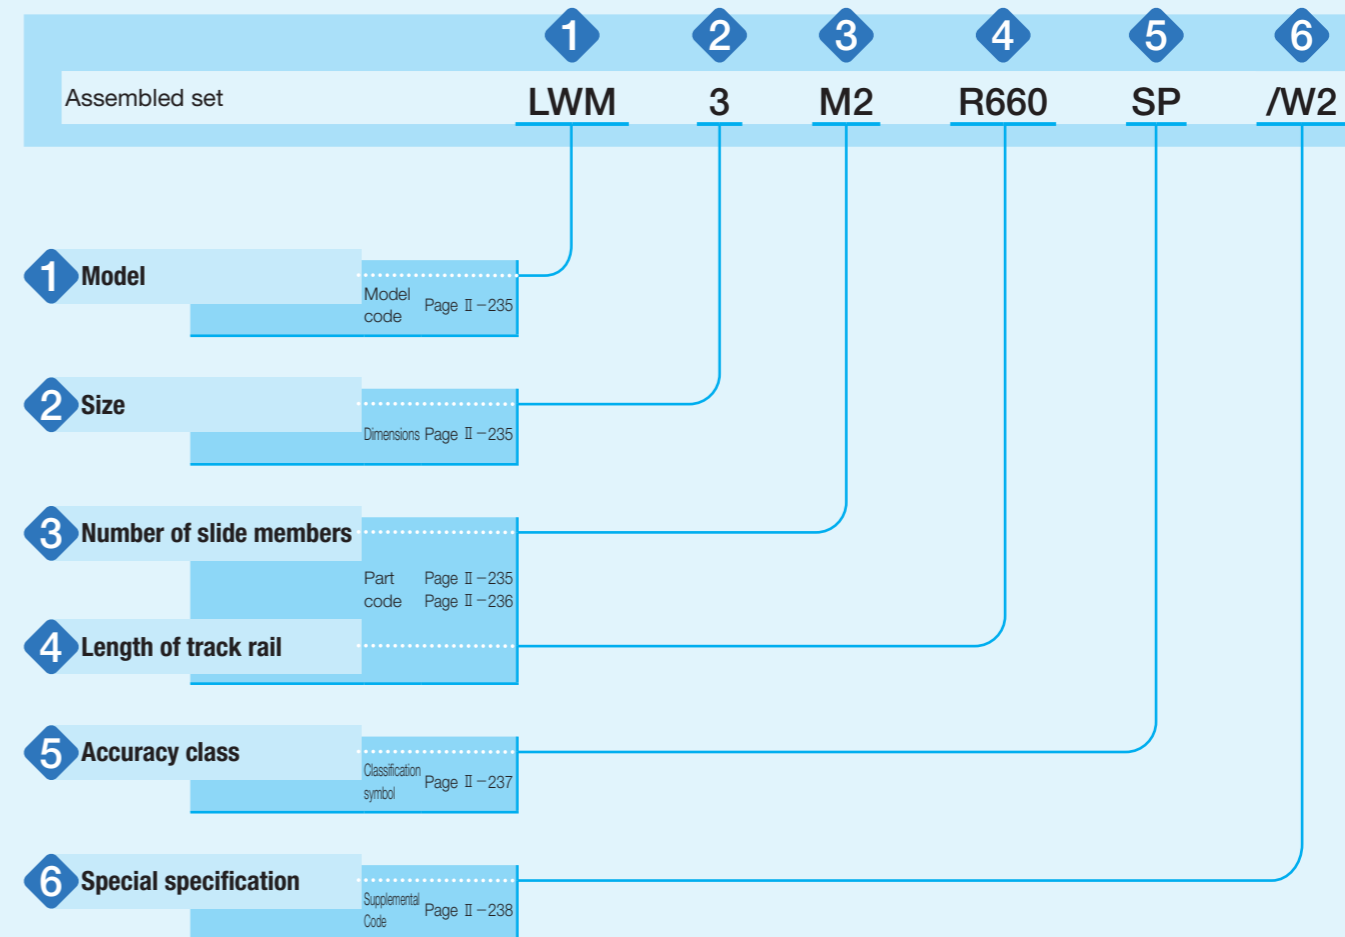 1 2 3 4 5 6
Assembled set LWM 3 M2 R660 SP /W2
1 Model
Model code Page Ⅱ-235
2 Size
Dimensions Page Ⅱ-235
3 Number of slide members
Part code Page Ⅱ-235
Page Ⅱ-236
4 Length of track rail
5 Accuracy class
Classification symbol Page Ⅱ-237
6 Special specification
Supplemental Code Page Ⅱ-238